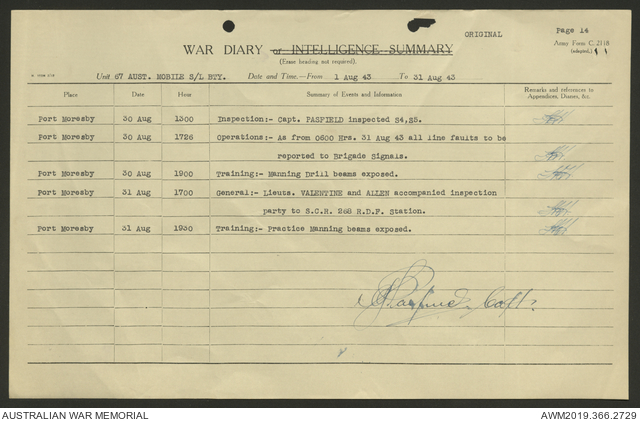 ORIGINAL
Page 14
WAR DIARY or INTELLIGENCE SUMMARY
Army Form C. 2118
(Erase heading not required).
(adapted.)
Unit 67 AUST. MOBILE S/L BTY. Date and Time.—From 1 Aug 43 To 31 Aug 43
Place Date Hour Summary of Events and Information Remarks and references to Appendices, Diaries, &c.
Port Moresby 30 Aug 1300 Inspection:- Capt. PASFIELD inspected S4,S5.
Port Moresby 30 Aug 1726 Operations:- As from 0600 Hrs. 31 Aug 43 all line faults to be
reported to Brigade Signals.
Port Moresby 30 Aug 1900 Training:- Manning Drill beams exposed.
Port Moresby 31 Aug 1700 General:- Lieuts. VALENTINE and ALLEN accompanied inspection
party to S.C.R. 268 R.D.F. Station.
Port Moresby 31 Aug 1930 Training:- Practice Manning beams exposed.
Capt.
AUSTRALIAN WAR MEMORIAL
AWM2019.366.2729